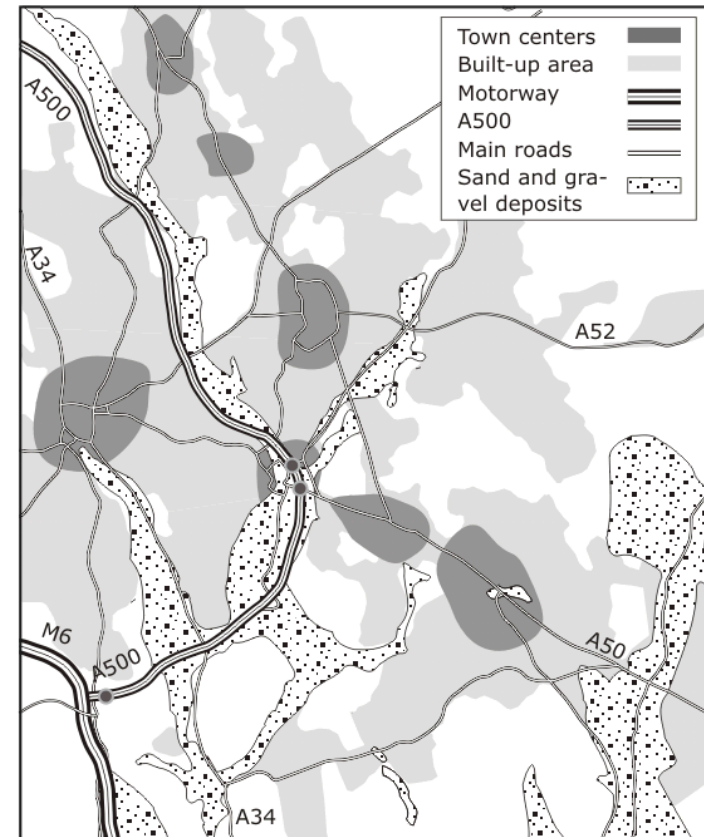 Town centers
Built-up area
Motorway
A500
Main roads
Sand and gra-
vel deposits
A500
A34
A52
M6
A500
A50
A34